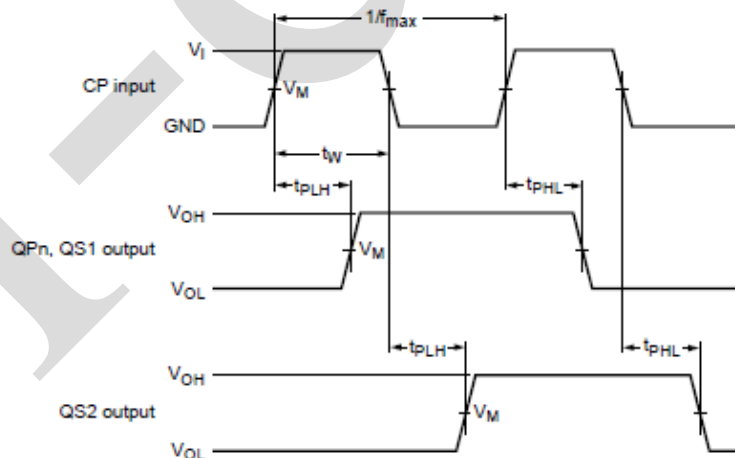 1/fmax
VI
CP input
VM
GND
tW
tPLH
tPHL
VOH
QPn, QS1 output
VM
VOL
tPLH
tPHL
VOH
QS2 output
VM
VOL